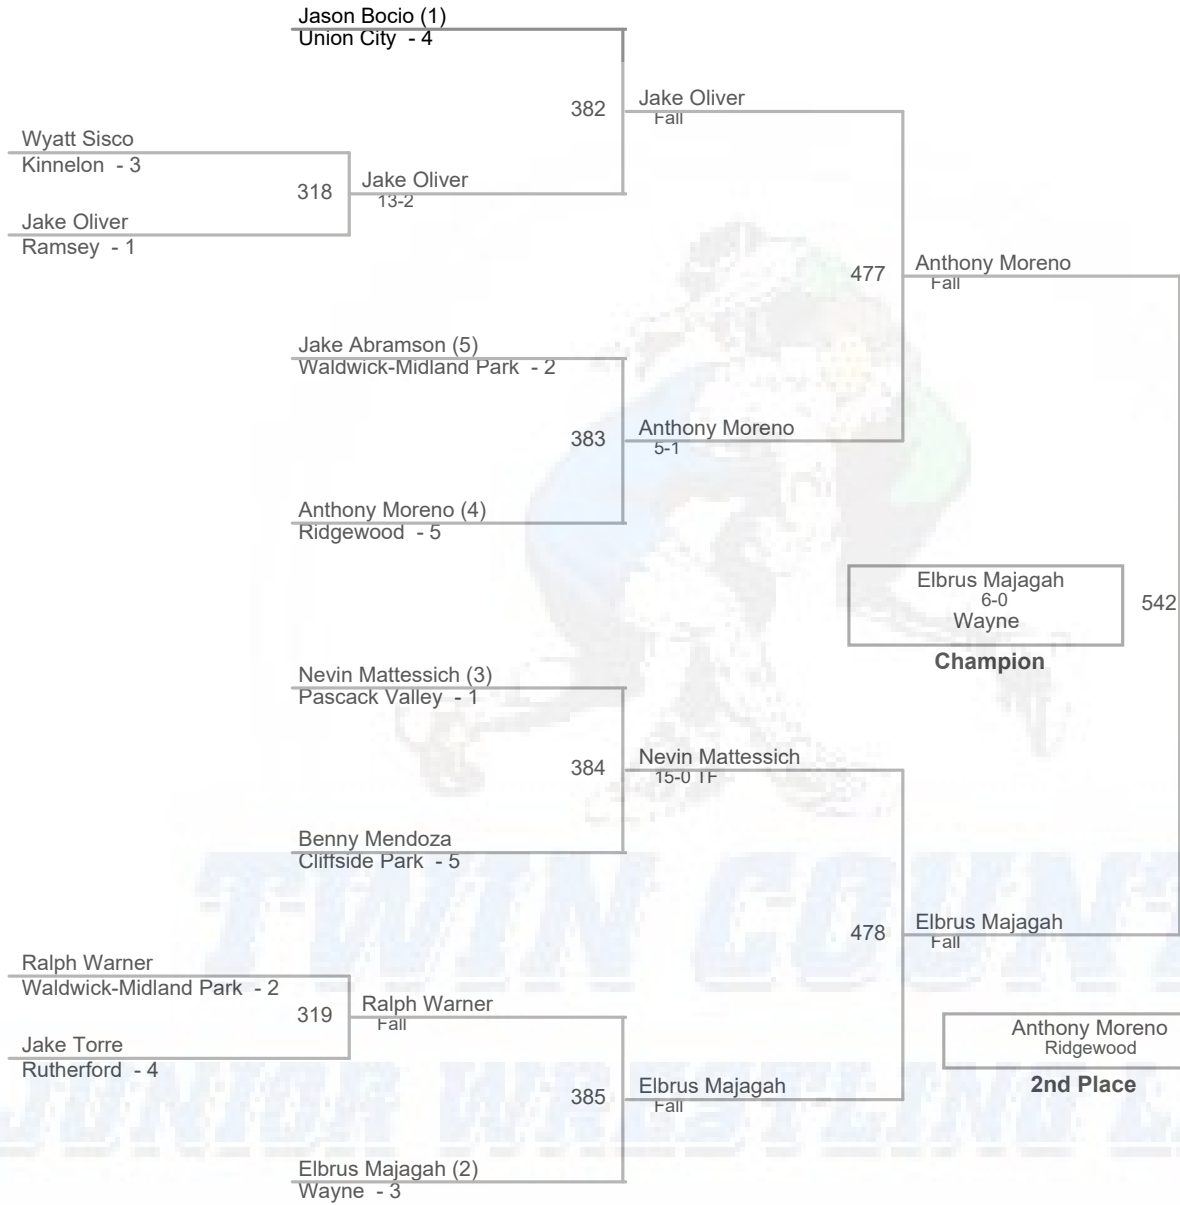 Jason Bocio (1)
Union City - 4
382
Jake Oliver
Fall
Wyatt Sisco
Kinnelon - 3
318
Jake Oliver
13-2
Jake Oliver
Ramsey - 1
477
Anthony Moreno
Fall
Jake Abramson (5)
Waldwick-Midland Park - 2
383
Anthony Moreno
5-1
Anthony Moreno (4)
Ridgewood - 5
Elbrus Majagah
6-0
Wayne
542
Champion
Nevin Mattessich (3)
Pascack Valley - 1
384
Nevin Mattessich
15-0 TF
Benny Mendoza
Cliffside Park - 5
TWIN COUNT
478
Elbrus Majagah
Fall
Ralph Warner
Waldwick-Midland Park - 2
319
Ralph Warner
Fall
Jake Torre
Rutherford - 4
Anthony Moreno
Ridgewood
2nd Place
385
Elbrus Majagah
Fall
JUNIOR WRESTLING L
Elbrus Majagah (2)
Wayne - 3